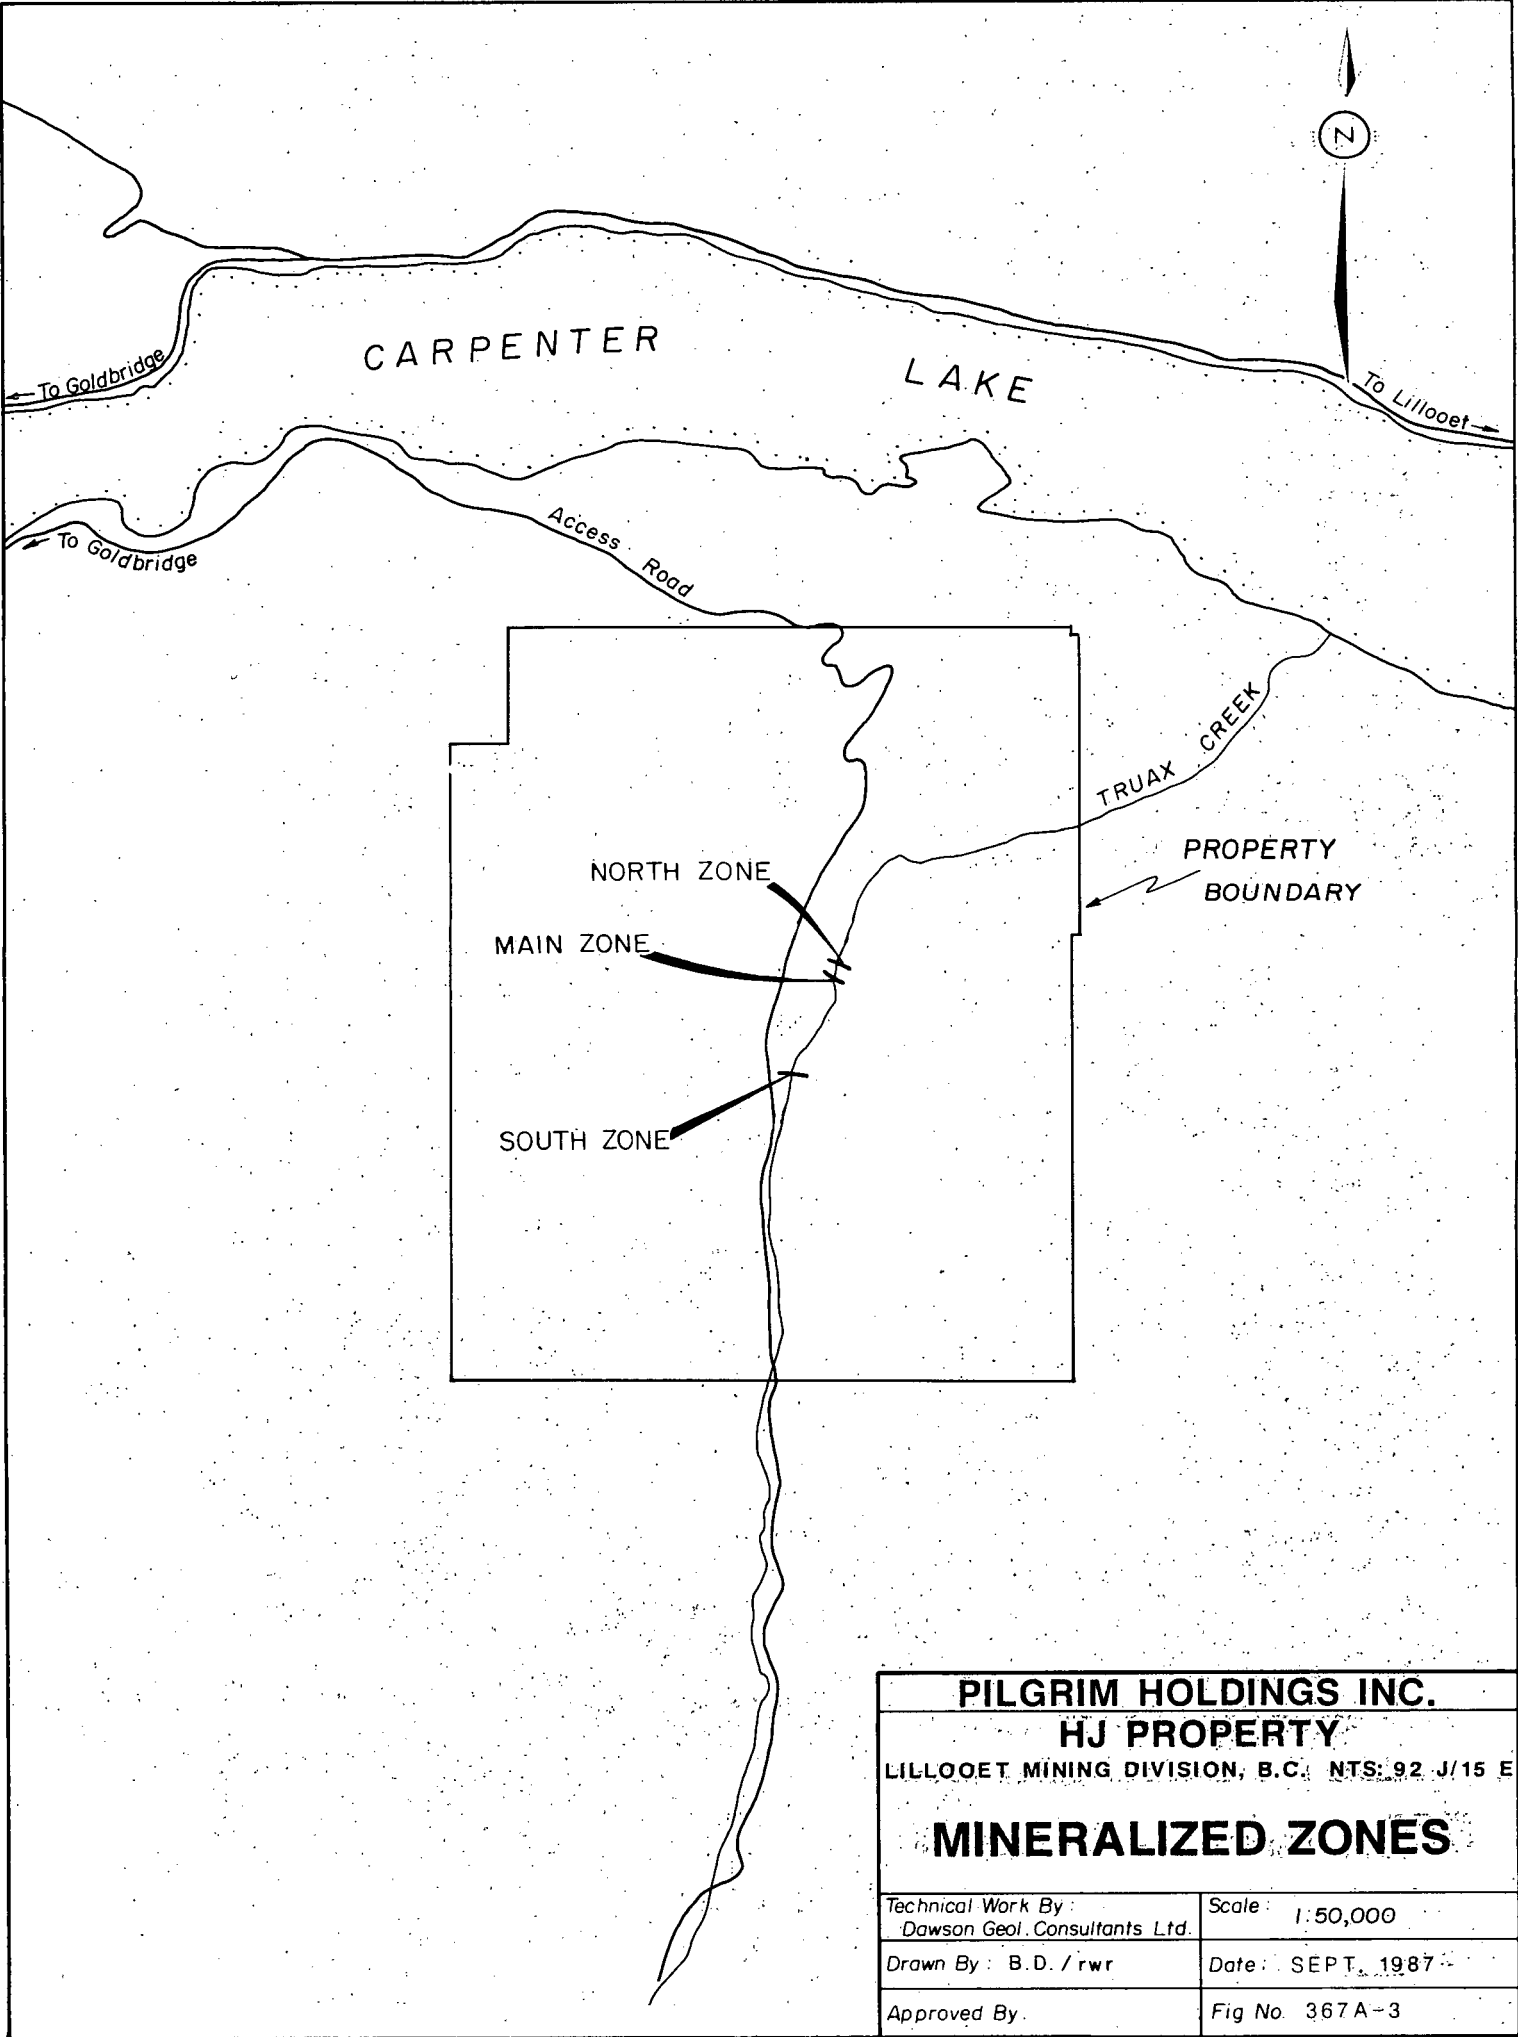 N
CARPENTER LAKE
To Goldbridge
To Lillooet
To Goldbridge
Access Road
TRUAX CREEK
PROPERTY
BOUNDARY
NORTH ZONE
MAIN ZONE
SOUTH ZONE
PILGRIM HOLDINGS INC.
HJ PROPERTY
LILLOOET MINING DIVISION, B.C. NTS: 92 J/15 E
MINERALIZED ZONES
Technical Work By :
Dawson Geol. Consultants Ltd.
Scale : 1:50,000
Drawn By : B.D. / rwr
Date : SEPT. 1987
Approved By.
Fig No. 367A-3